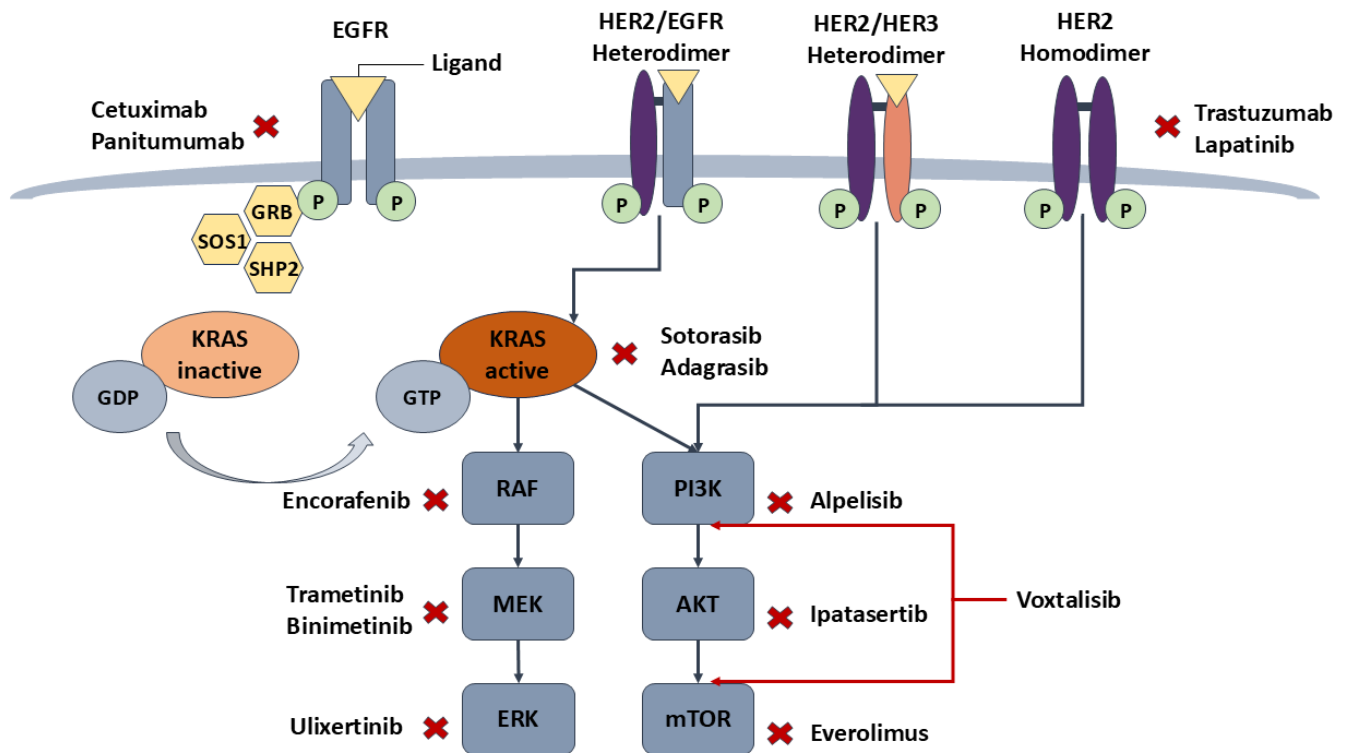 EGFR
Ligand
HER2/EGFR
Heterodimer
HER2/HER3
Heterodimer
HER2
Homodimer
Cetuximab
Panitumumab
Trastuzumab
Lapatinib
P
P
P
P
P
P
P
P
GRB
SOS1
SHP2
KRAS
inactive
GDP
KRAS
active
GTP
Sotorasib
Adagrasib
Encorafenib
RAF
PI3K
Alpelisib
Trametinib
Binimetinib
MEK
AKT
Ipatasertib
Voxtalisib
Ulixertinib
ERK
mTOR
Everolimus